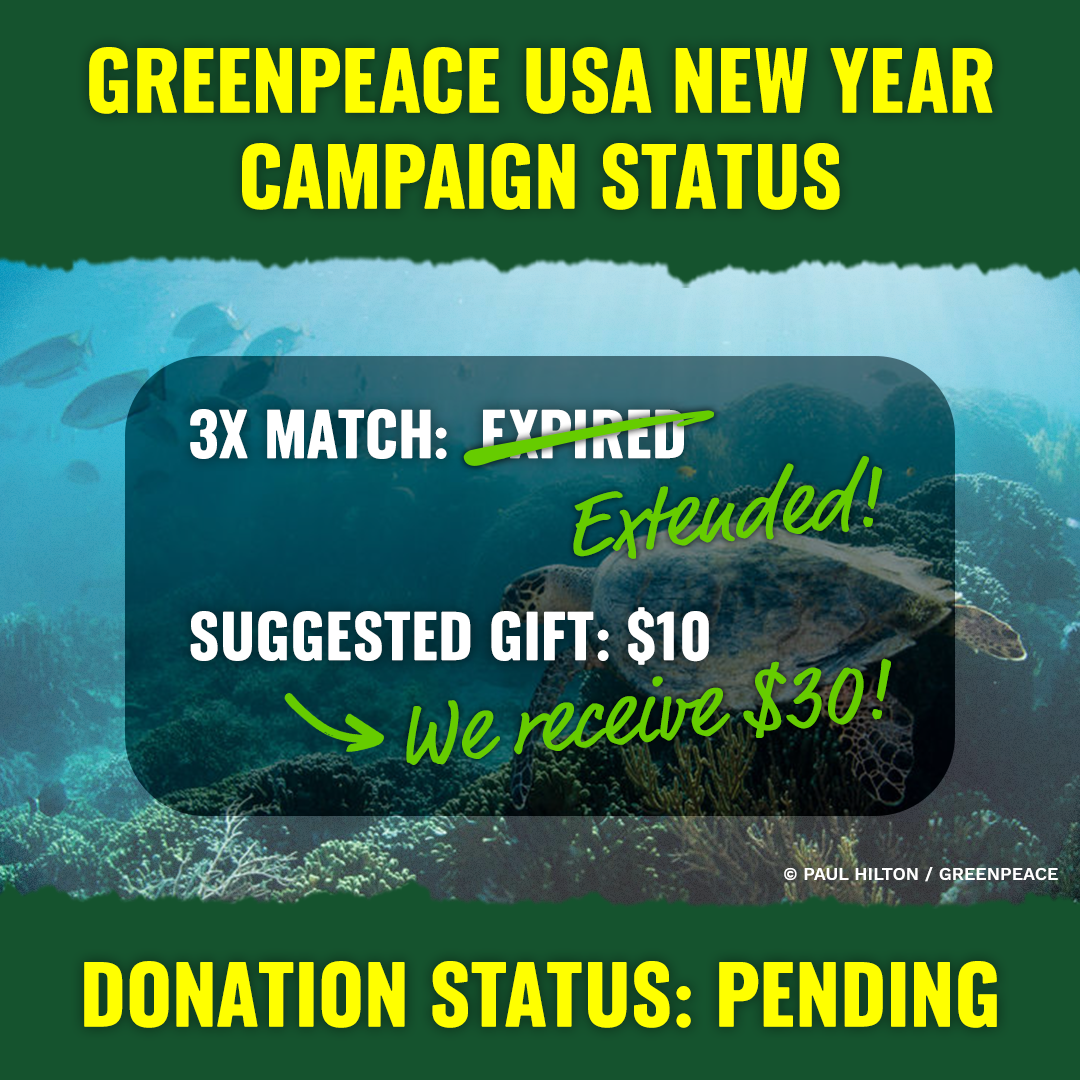 GREENPEACE USA NEW YEAR
CAMPAIGN STATUS
3X MATCH: EXPIRED
Extended!
SUGGESTED GIFT: $10
We receive $30!
© PAUL HILTON / GREENPEACE
DONATION STATUS: PENDING